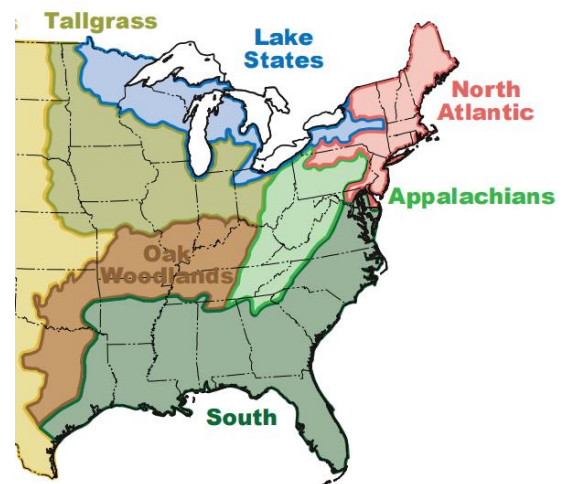 s Tallgrass
Lake
States
North
Atlantic
Appalachians
Oak
Woodlands
South